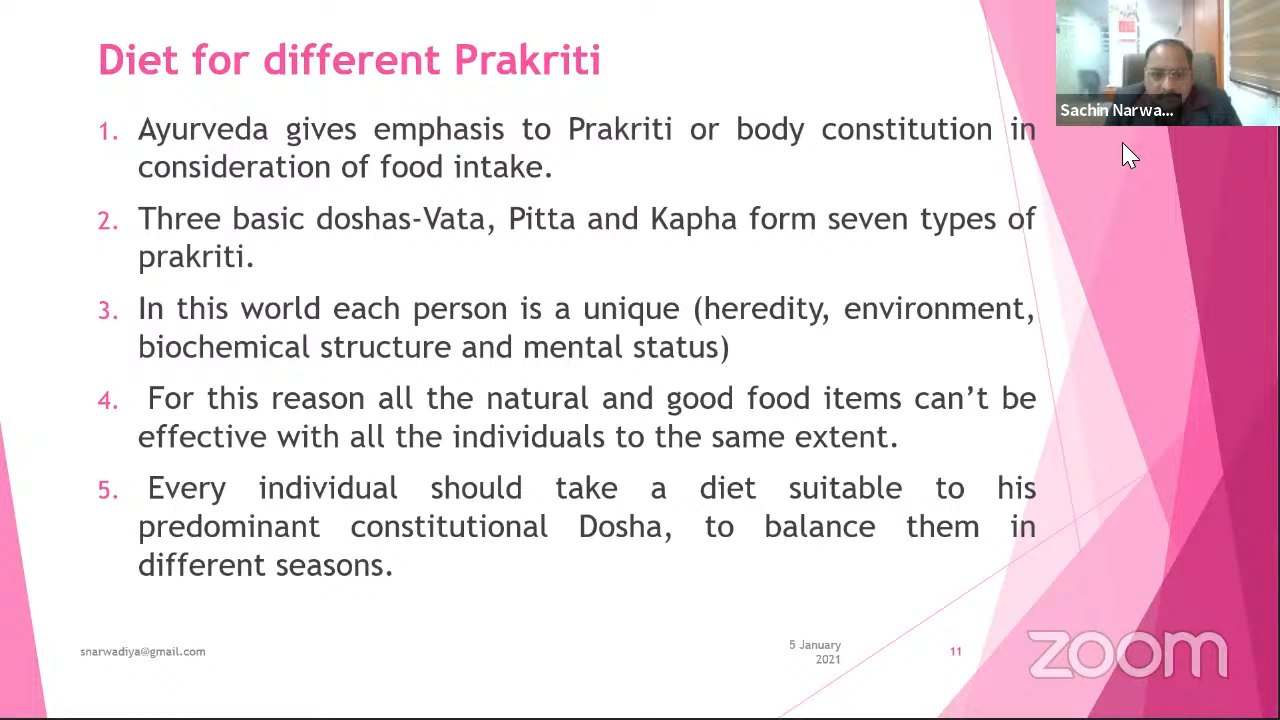 Diet for different Prakriti
Sachin Narwa...
1. Ayurveda gives emphasis to Prakriti or body constitution in
consideration of food intake.
2. Three basic doshas-Vata, Pitta and Kapha form seven types of
prakriti.
3. In this world each person is a unique (heredity, environment,
biochemical structure and mental status)
4. For this reason all the natural and good food items can’t be
effective with all the individuals to the same extent.
5. Every individual should take a diet suitable to his
predominant constitutional Dosha, to balance them in
different seasons.
snarwadiya@gmail.com
5 January
2021
11
zoom